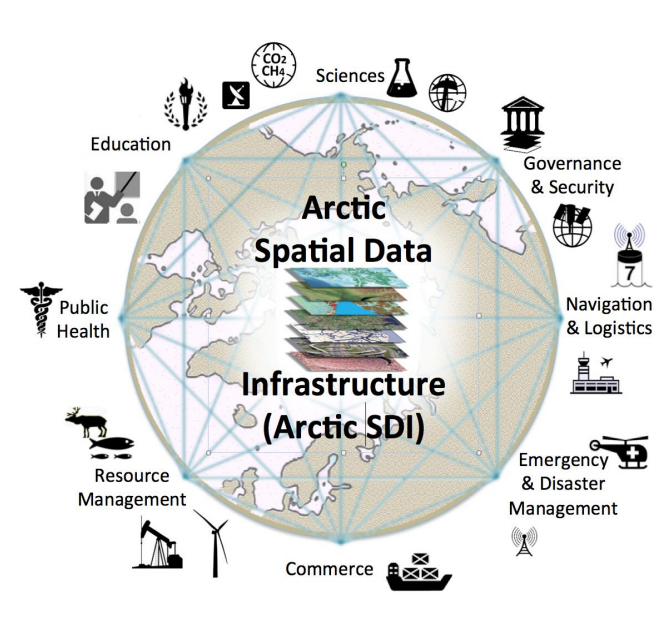 CO2
CH4
Sciences
Education
Governance
& Security
Arctic
Spatial Data
7
Public
Health
Navigation
& Logistics
Infrastructure
(Arctic SDI)
Resource
Management
Emergency
& Disaster
Management
Commerce